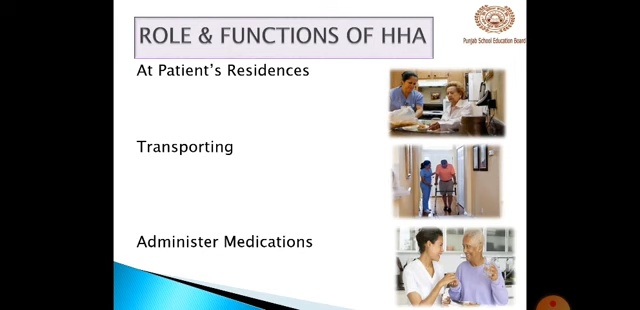 ROLE & FUNCTIONS OF HHA
Punjab School Education Board
At Patient's Residences
Transporting
Administer Medications